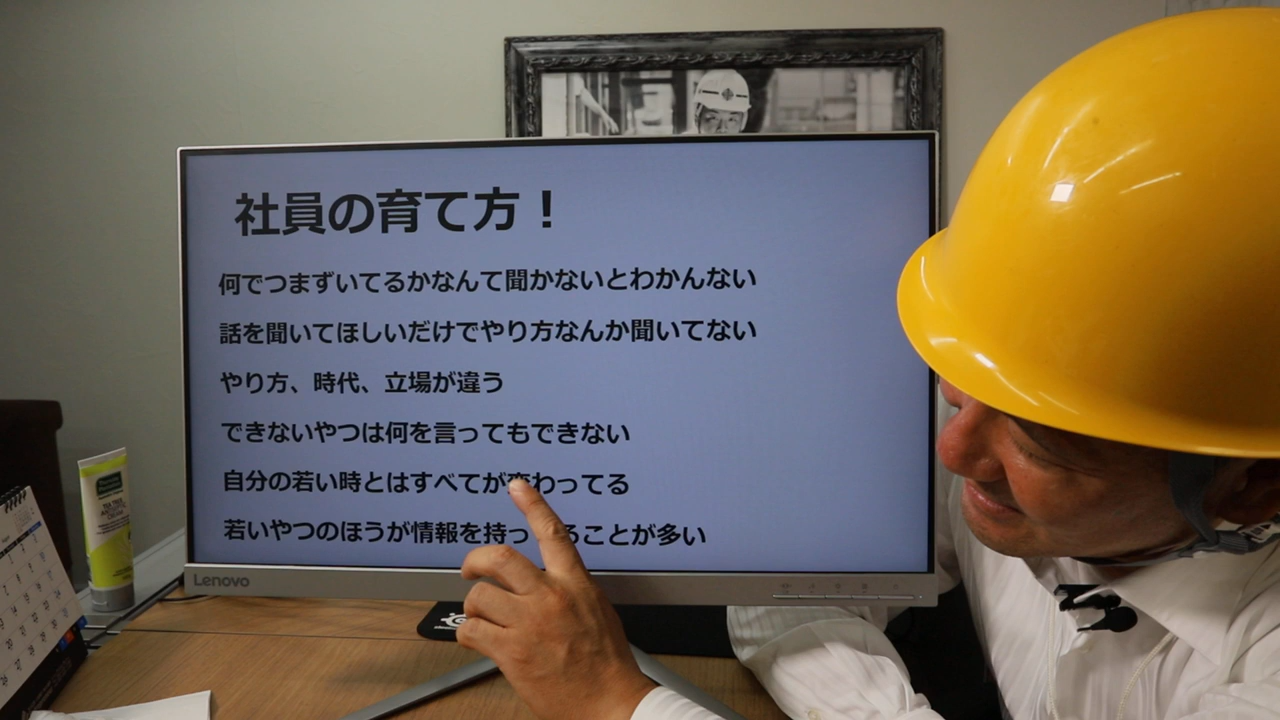 社員の育て方！
何でつまずいてるかなんて聞かないとわかんない
話を聞いてほしいだけでやり方なんか聞いてない
やり方、時代、立場が違う
できないやつは何を言ってもできない
自分の若い時とはすべてが変わってる
若いやつのほうが情報を持っ ることが多い
Lenovo
TEA TREE
ANTISEPTIC
CREAM